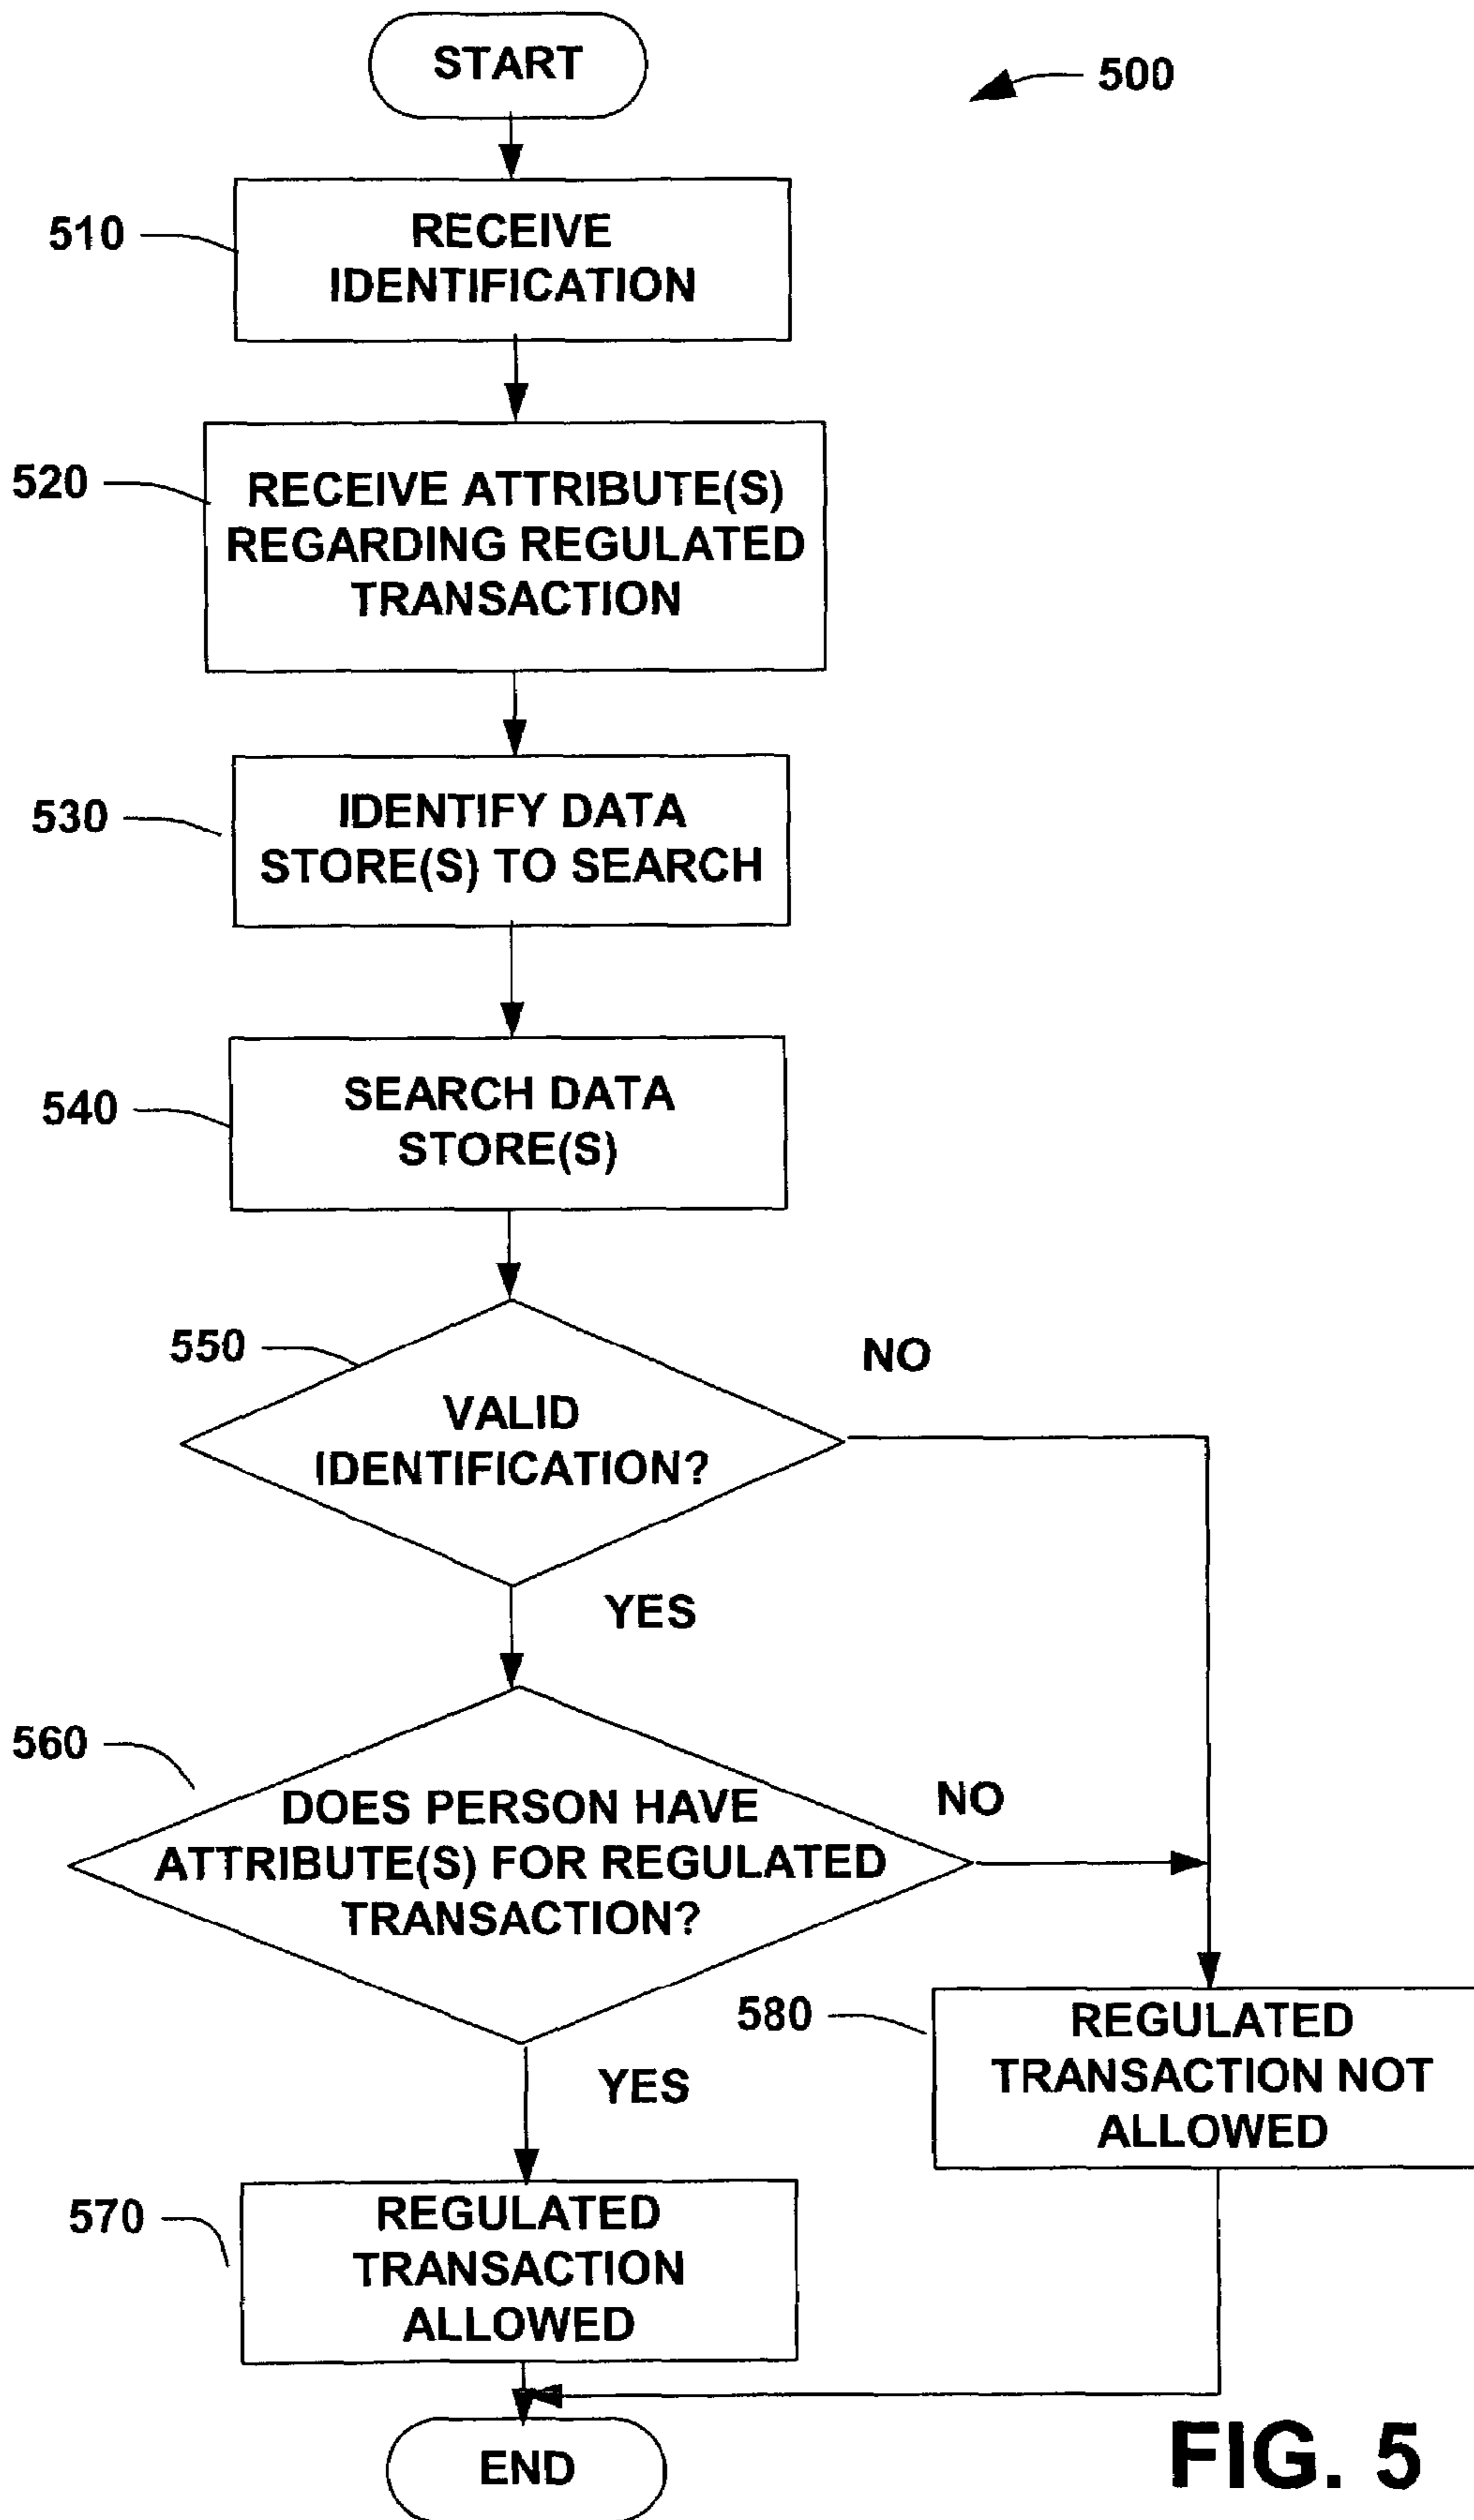 START
500
510
RECEIVE
IDENTIFICATION
520
RECEIVE ATTRIBUTE(S)
REGARDING REGULATED
TRANSACTION
530
IDENTIFY DATA
STORE(S) TO SEARCH
540
SEARCH DATA
STORE(S)
550
VALID
IDENTIFICATION?
NO
YES
560
DOES PERSON HAVE
ATTRIBUTE(S) FOR REGULATED
TRANSACTION?
NO
YES
580
REGULATED
TRANSACTION NOT
ALLOWED
570
REGULATED
TRANSACTION
ALLOWED
END
FIG. 5